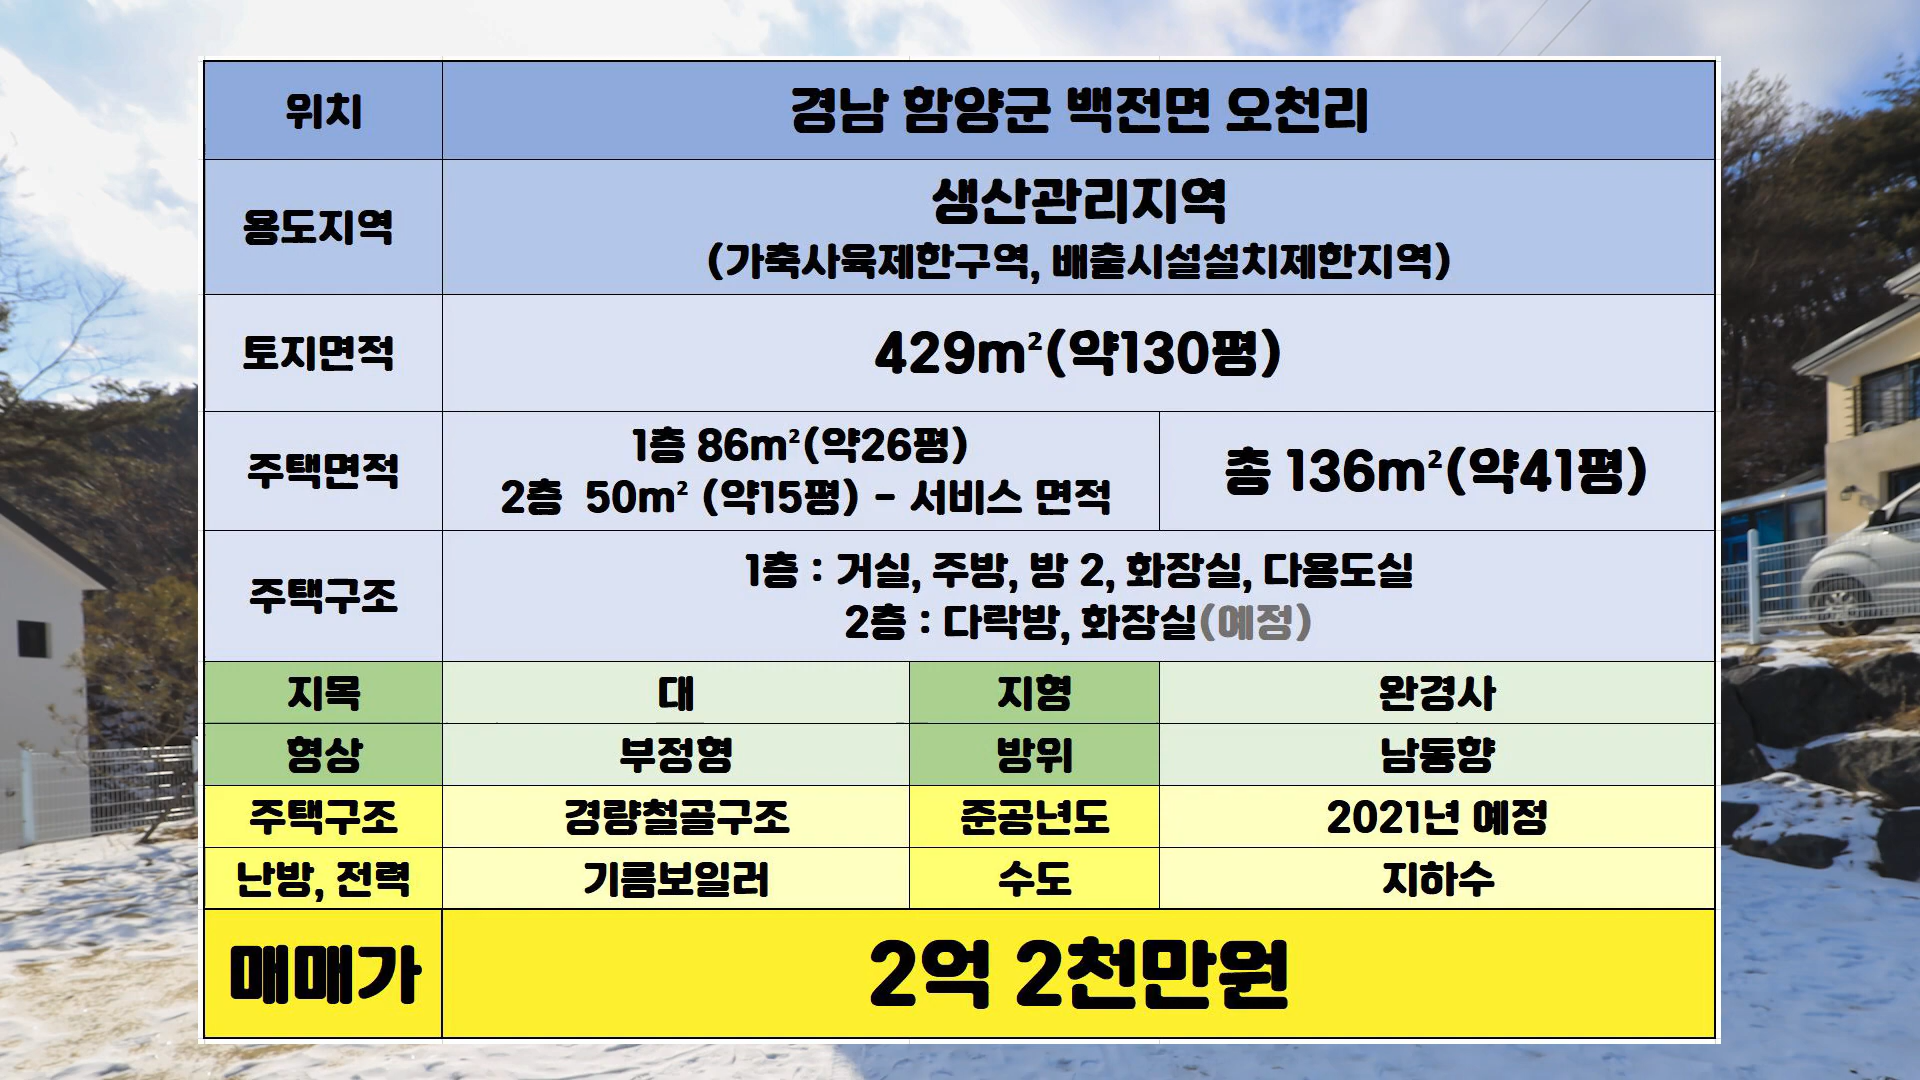 위치
경남 함양군 백전면 오천리
용도지역
생산관리지역
(가축사육제한구역, 배출시설설치제한지역)
토지면적
429m²(약130평)
주택면적
1층 86m²(약26평)
2층 50m² (약15평) - 서비스 면적
총 136m²(약41평)
주택구조
1층 : 거실, 주방, 방 2, 화장실, 다용도실
2층 : 다락방, 화장실(예정)
지목
대
지형
완경사
형상
부정형
방위
남동향
주택구조
경량철골구조
준공년도
2021년 예정
난방, 전력
기름보일러
수도
지하수
매매가
2억 2천만원